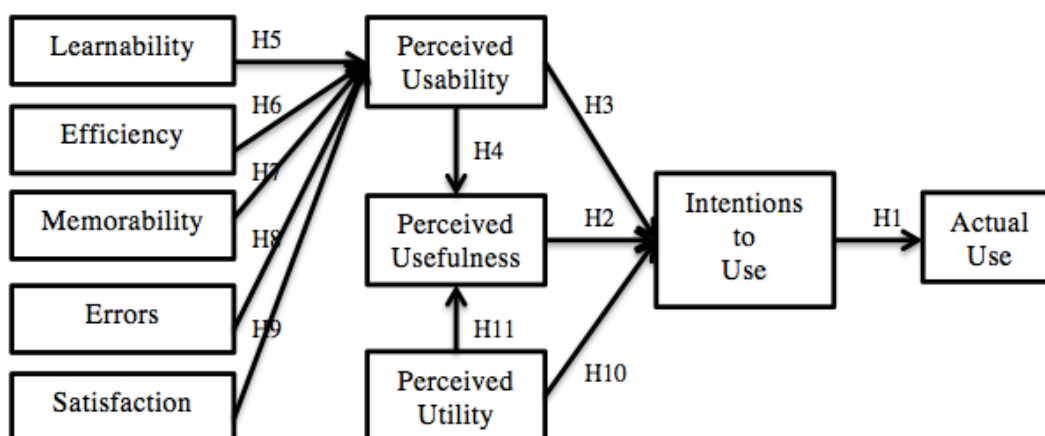 Learnability
H5
Efficiency
H6
Memorability
H7
Errors
H8
Satisfaction
H9
Perceived
Usability
H3
H4
Perceived
Usefulness
H2
H11
Perceived
Utility
H10
Intentions
to
Use
H1
Actual
Use